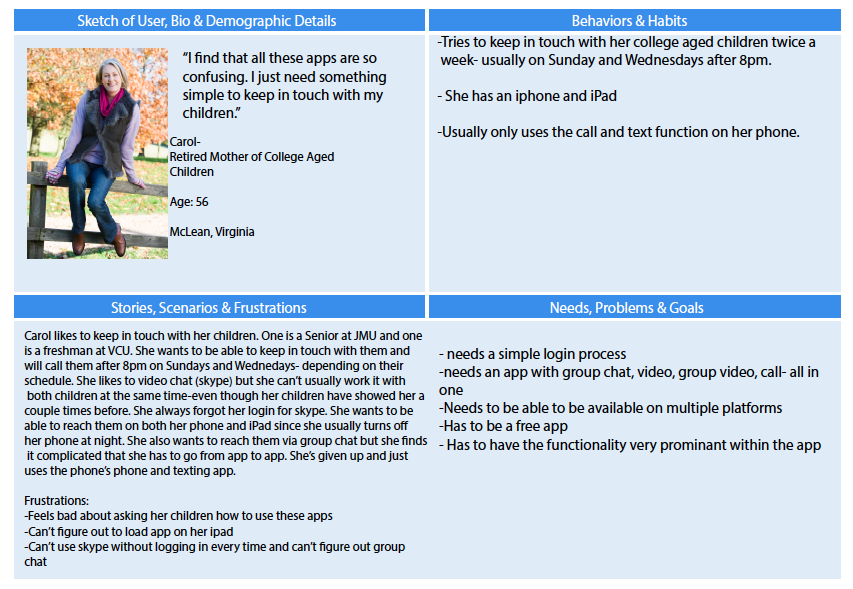 Sketch of User, Bio & Demographic Details
“I find that all these apps are so
confusing. I just need something
simple to keep in touch with my
children.”
Carol-
Retired Mother of College Aged
Children
Age: 56
McLean, Virginia
Behaviors & Habits
-Tries to keep in touch with her college aged children twice a
week- usually on Sunday and Wednesdays after 8pm.
- She has an iphone and iPad
-Usually only uses the call and text function on her phone.
Stories, Scenarios & Frustrations
Carol likes to keep in touch with her children. One is a Senior at JMU and one
is a freshman at VCU. She wants to be able to keep in touch with them and
will call them after 8pm on Sundays and Wednedays- depending on their
schedule. She likes to video chat (skype) but she can’t usually work it with
both children at the same time-even though her children have showed her a
couple times before. She always forgot her login for skype. She wants to be
able to reach them on both her phone and iPad since she usually turns off
her phone at night. She also wants to reach them via group chat but she finds
it complicated that she has to go from app to app. She’s given up and just
uses the phone’s phone and texting app.
Frustrations:
-Feels bad about asking her children how to use these apps
-Can’t figure out to load app on her ipad
-Can’t use skype without logging in every time and can’t figure out group
chat
Needs, Problems & Goals
- needs a simple login process
-needs an app with group chat, video, group video, call- all in
one
-Needs to be able to be available on multiple platforms
-Has to be a free app
- Has to have the functionality very prominant within the app